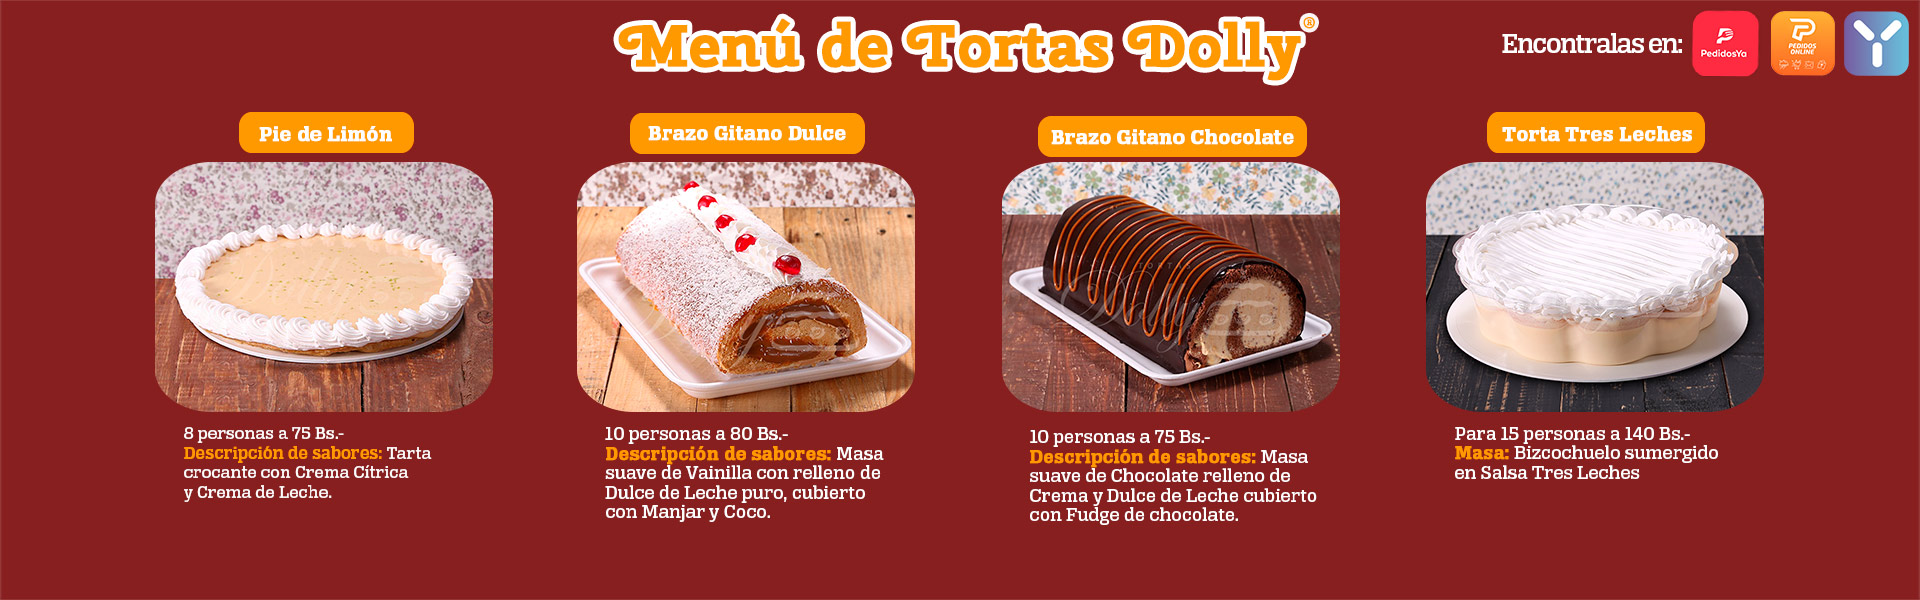 Menú de Tortas Dolly®
Encontralas en:
PedidosYa
PEDIDOS
ONLINE
Pie de Limón
8 personas a 75 Bs.-
Descripción de sabores: Tarta
crocante con Crema Cítrica
y Crema de Leche.
Brazo Gitano Dulce
10 personas a 80 Bs.-
Descripción de sabores: Masa
suave de Vainilla con relleno de
Dulce de Leche puro, cubierto
con Manjar y Coco.
Brazo Gitano Chocolate
Dolly
10 personas a 75 Bs.-
Descripción de sabores: Masa
suave de Chocolate relleno de
Crema y Dulce de Leche cubierto
con Fudge de chocolate.
Torta Tres Leches
Para 15 personas a 140 Bs.-
Masa: Bizcochuelo sumergido
en Salsa Tres Leches